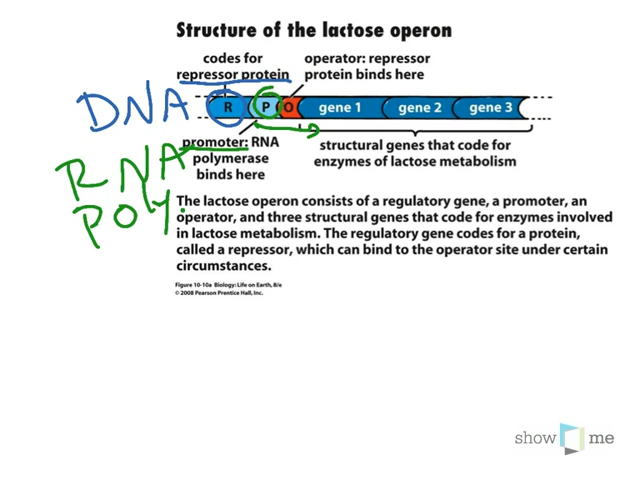 Structure of the lactose operon
codes for
repressor protein
operator: repressor
protein binds here
DNA
R
P
O
gene 1
gene 2
gene 3
promoter: RNA
polymerase
binds here
structural genes that code for
enzymes of lactose metabolism
RNA
POLY.
The lactose operon consists of a regulatory gene, a promoter, an
operator, and three structural genes that code for enzymes involved
in lactose metabolism. The regulatory gene codes for a protein,
called a repressor, which can bind to the operator site under certain
circumstances.
Figure 10-10a Biology: Life on Earth, 8/e
© 2008 Pearson Prentice Hall, Inc.
show me